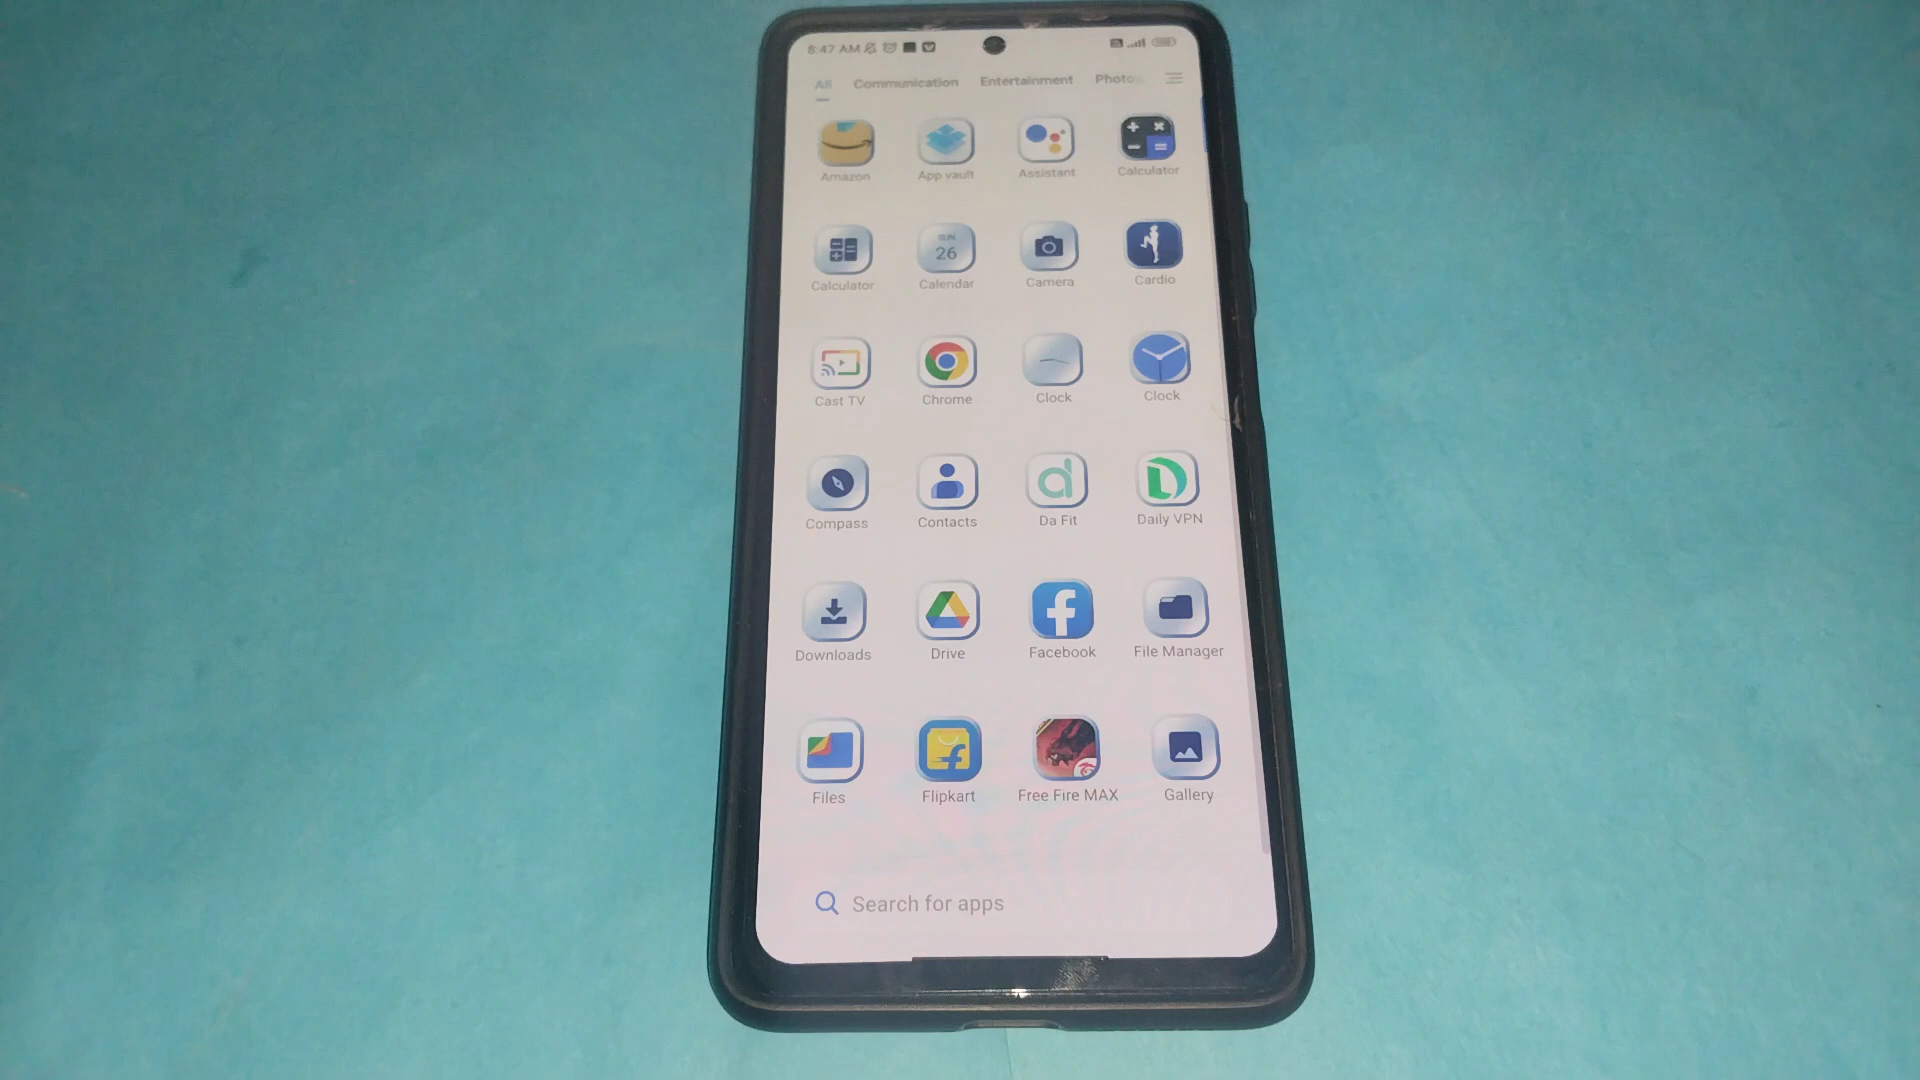 8:47 AM
All Communication Entertainment Photo
Amazon App vault Assistant Calculator
SUN
26
Calculator Calendar Camera Cardio
Cast TV Chrome Clock Clock
Compass Contacts Da Fit Daily VPN
Downloads Drive Facebook File Manager
Files Flipkart Free Fire MAX Gallery
Search for apps